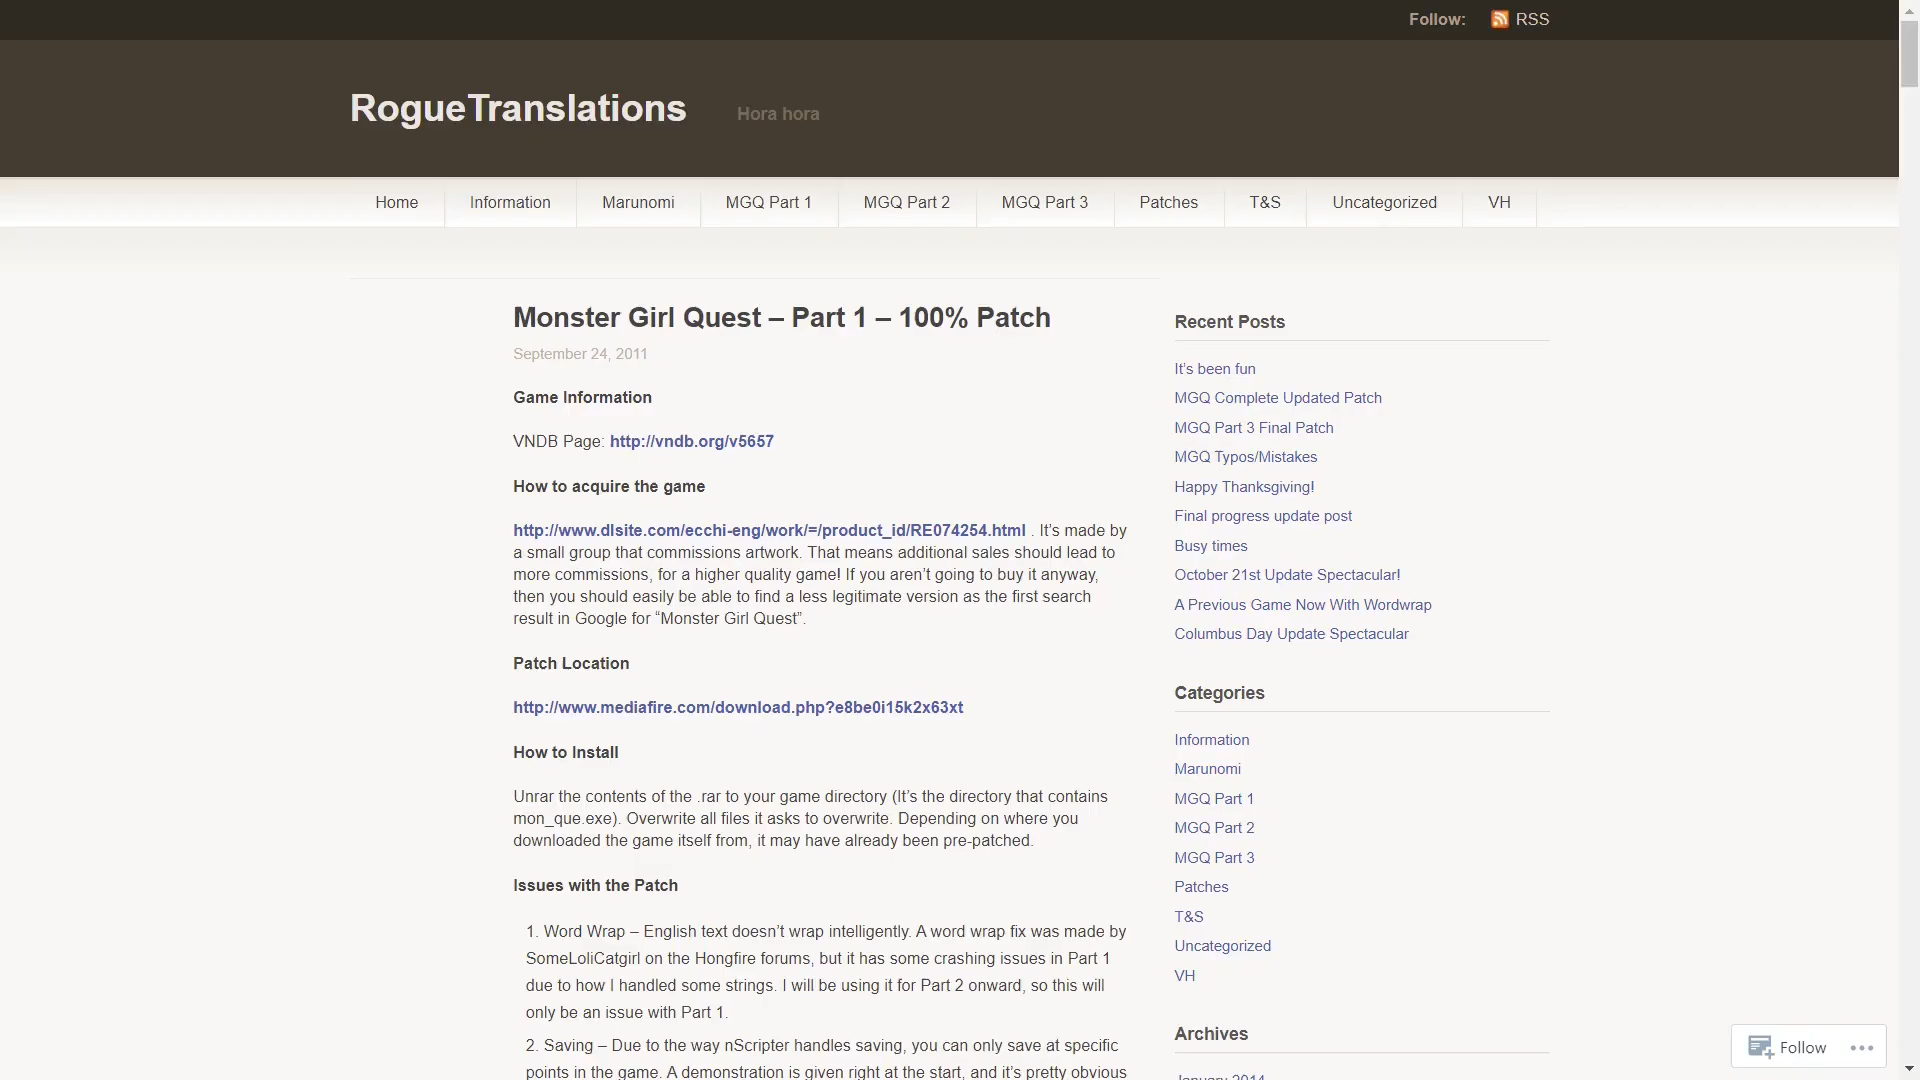 Follow: RSS
RogueTranslations Hora hora
Home Information Marunomi MGQ Part 1 MGQ Part 2 MGQ Part 3 Patches T&S Uncategorized VH
Monster Girl Quest – Part 1 – 100% Patch
September 24, 2011
Game Information
VNDB Page: http://vndb.org/v5657
How to acquire the game
http://www.dlsite.com/ecchi-eng/work/=/product_id/RE074254.html . It’s made by
a small group that commissions artwork. That means additional sales should lead to
more commissions, for a higher quality game! If you aren’t going to buy it anyway,
then you should easily be able to find a less legitimate version as the first search
result in Google for “Monster Girl Quest”.
Patch Location
http://www.mediafire.com/download.php?e8be0i15k2x63xt
How to Install
Unrar the contents of the .rar to your game directory (It’s the directory that contains
mon_que.exe). Overwrite all files it asks to overwrite. Depending on where you
downloaded the game itself from, it may have already been pre-patched.
Issues with the Patch
1. Word Wrap – English text doesn’t wrap intelligently. A word wrap fix was made by
SomeLoliCatgirl on the Hongfire forums, but it has some crashing issues in Part 1
due to how I handled some strings. I will be using it for Part 2 onward, so this will
only be an issue with Part 1.
2. Saving – Due to the way nScripter handles saving, you can only save at specific
points in the game. A demonstration is given right at the start, and it’s pretty obvious
Recent Posts
It’s been fun
MGQ Complete Updated Patch
MGQ Part 3 Final Patch
MGQ Typos/Mistakes
Happy Thanksgiving!
Final progress update post
Busy times
October 21st Update Spectacular!
A Previous Game Now With Wordwrap
Columbus Day Update Spectacular
Categories
Information
Marunomi
MGQ Part 1
MGQ Part 2
MGQ Part 3
Patches
T&S
Uncategorized
VH
Archives
January 2014
Follow